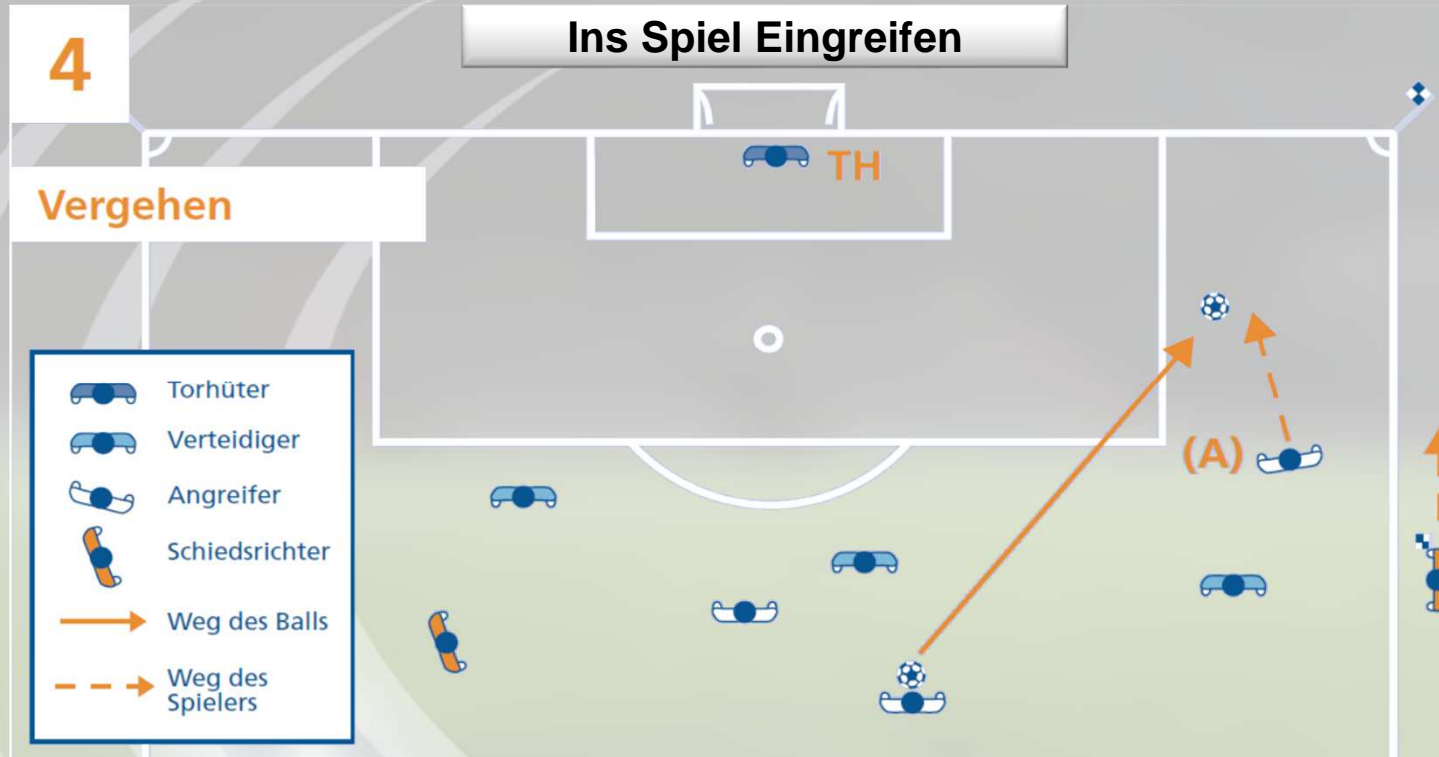 4
Ins Spiel Eingreifen
TH
Vergehen
Torhüter
Verteidiger
Angreifer
Schiedsrichter
Weg des Balls
Weg des
Spielers
(A)